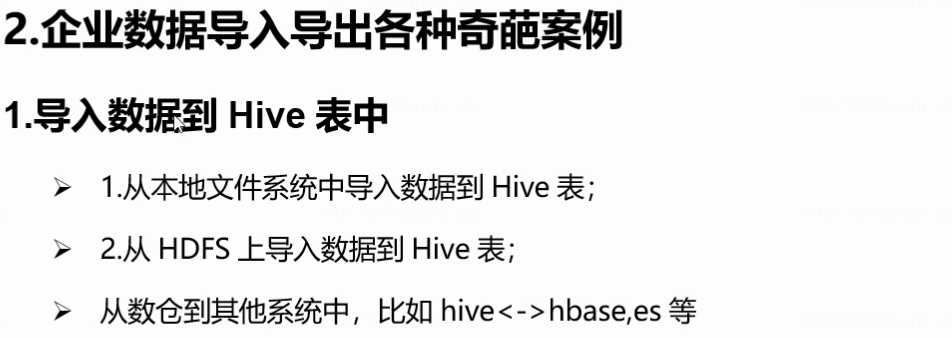 2.企业数据导入导出各种奇葩案例
1.导入数据到 Hive 表中
➢ 1.从本地文件系统中导入数据到 Hive 表;
➢ 2.从 HDFS 上导入数据到 Hive 表;
➢ 从数仓到其他系统中，比如 hive<->hbase,es 等